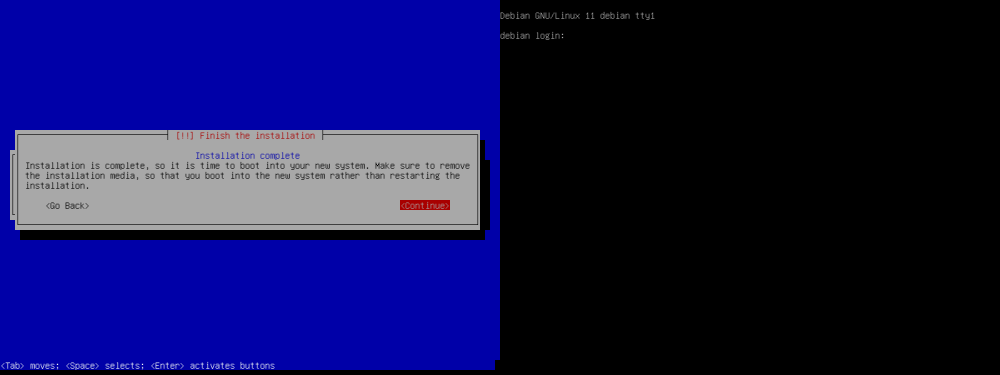 [!!] Finish the installation
Installation complete
Installation is complete, so it is time to boot into your new system. Make sure to remove
the installation media, so that you boot into the new system rather than restarting the
installation.
<Go Back> <Continue>
<Tab> moves; <Space> selects; <Enter> activates buttons
Debian GNU/Linux 11 debian tty1
debian login: